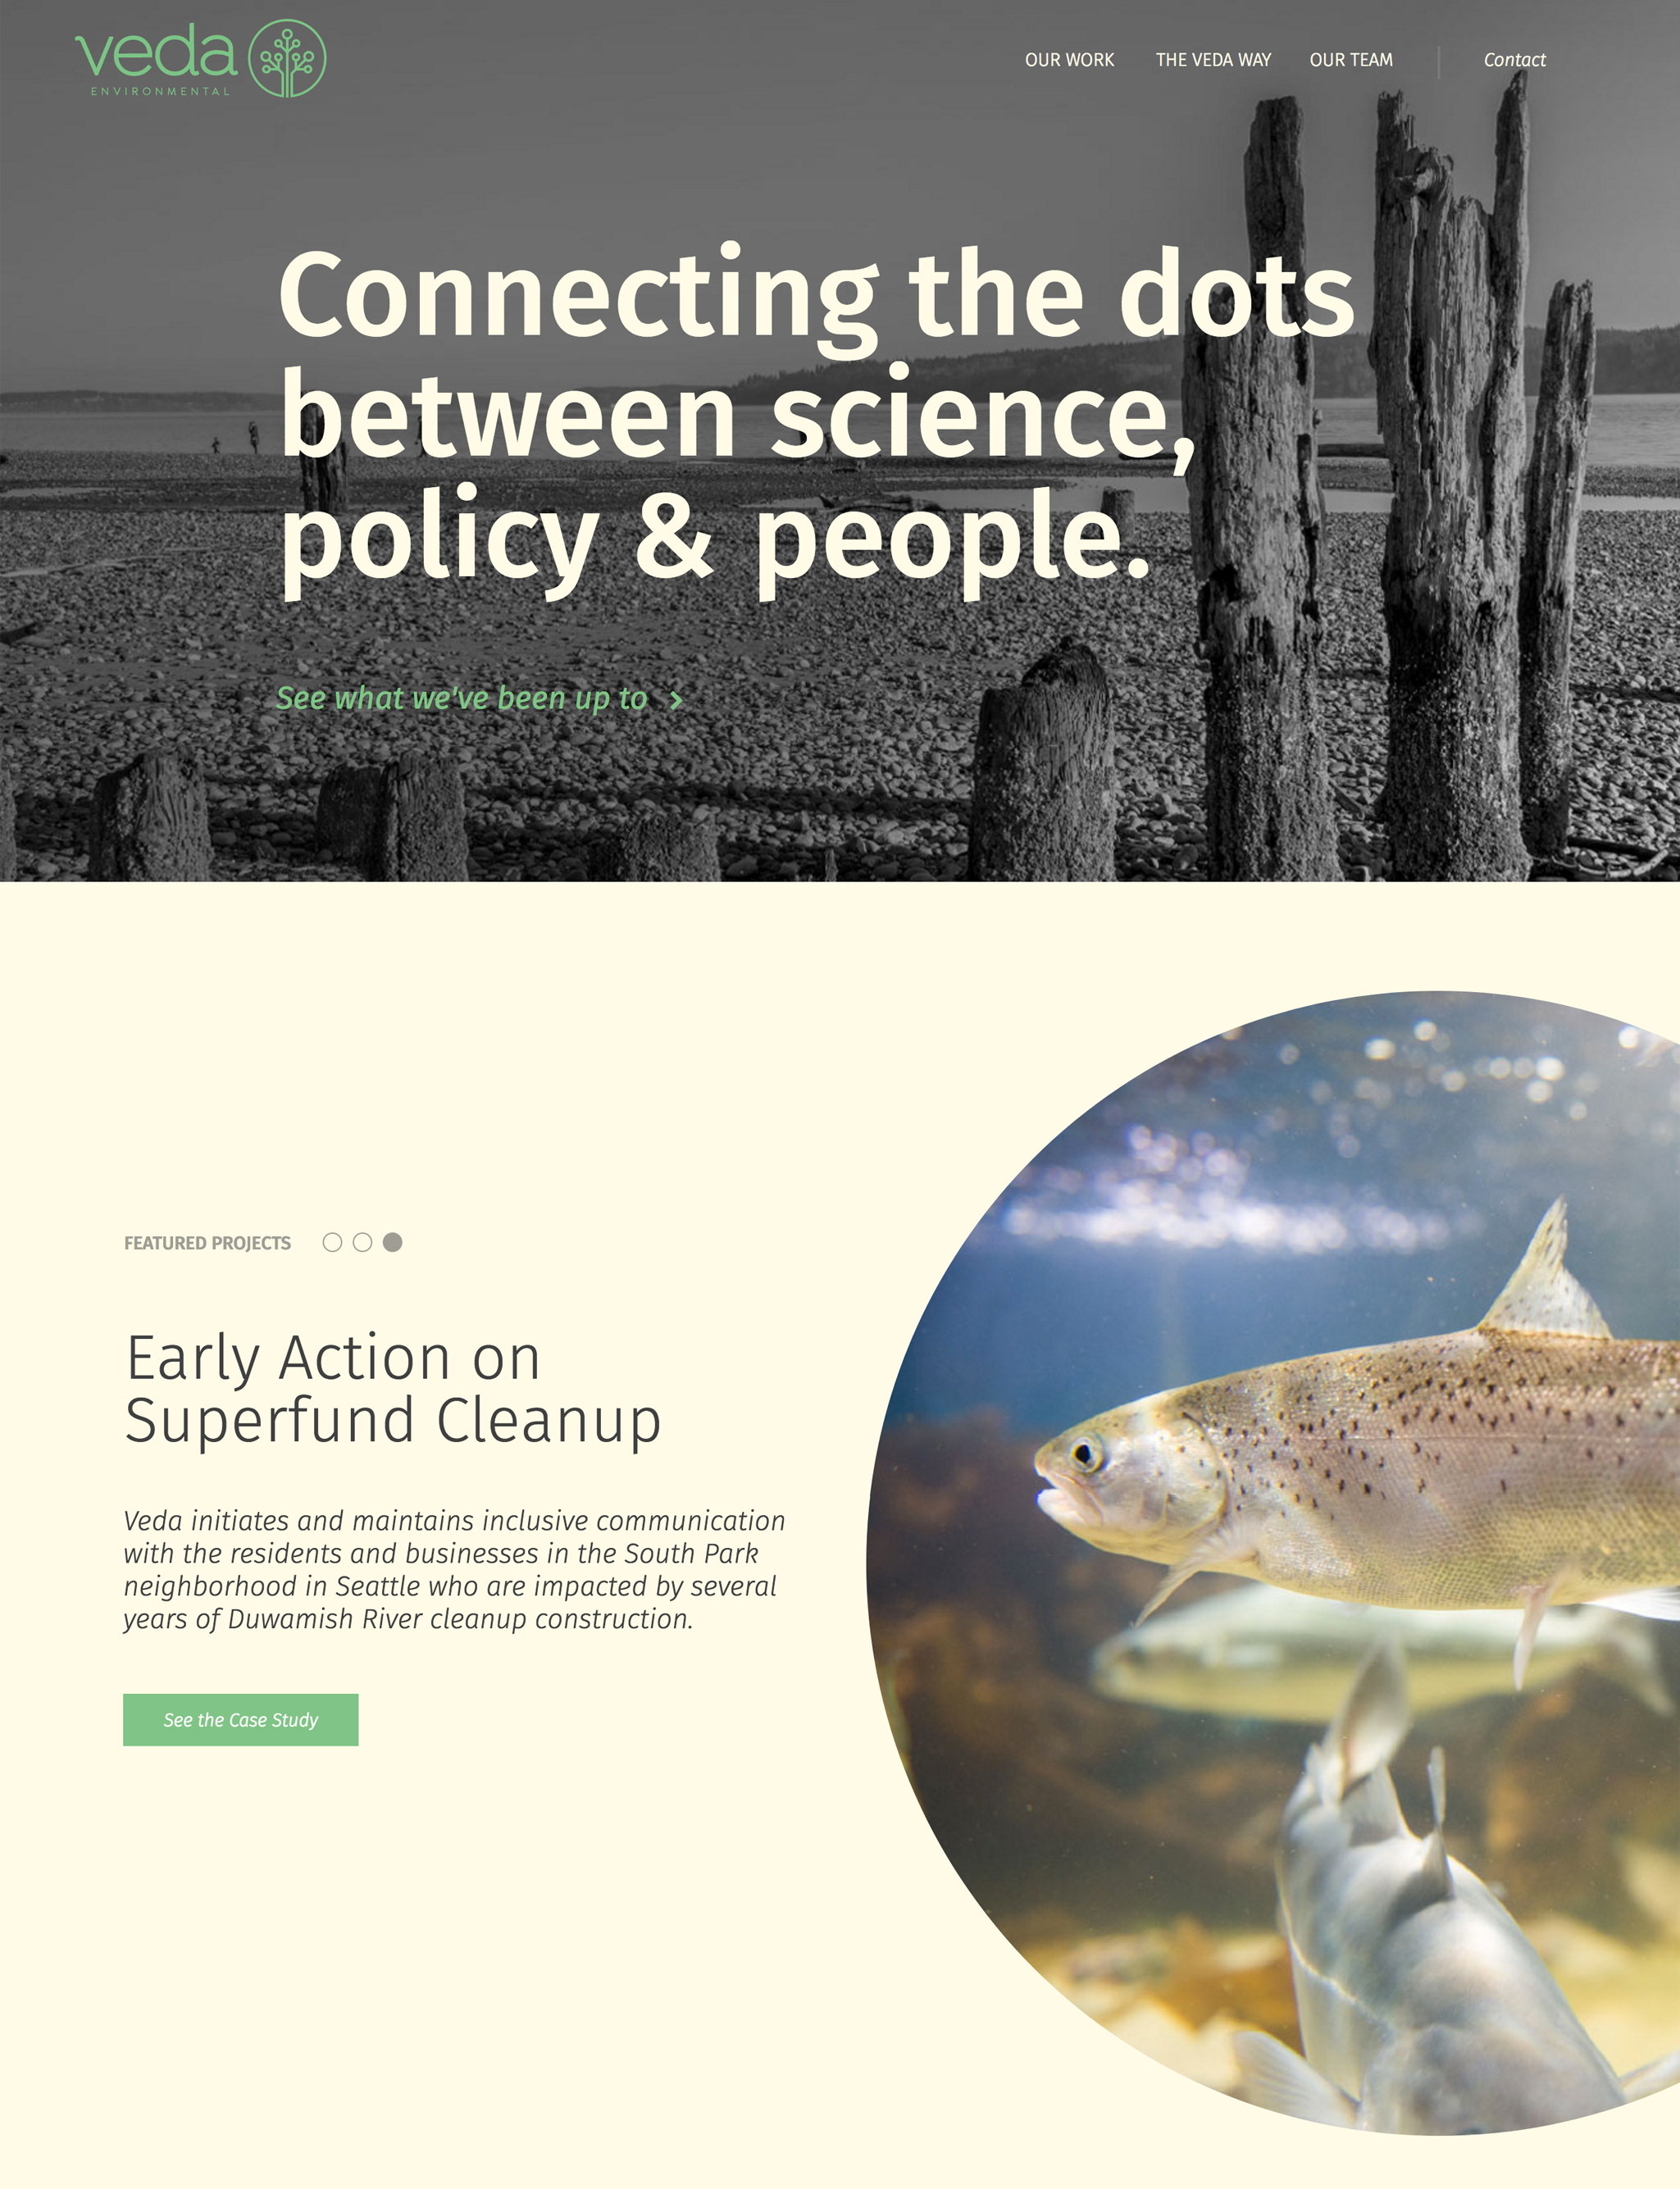 veda
ENVIRONMENTAL
OUR WORK THE VEDA WAY OUR TEAM Contact
Connecting the dots
between science,
policy & people.
See what we've been up to
FEATURED PROJECTS
Early Action on
Superfund Cleanup
Veda initiates and maintains inclusive communication
with the residents and businesses in the South Park
neighborhood in Seattle who are impacted by several
years of Duwamish River cleanup construction.
See the Case Study